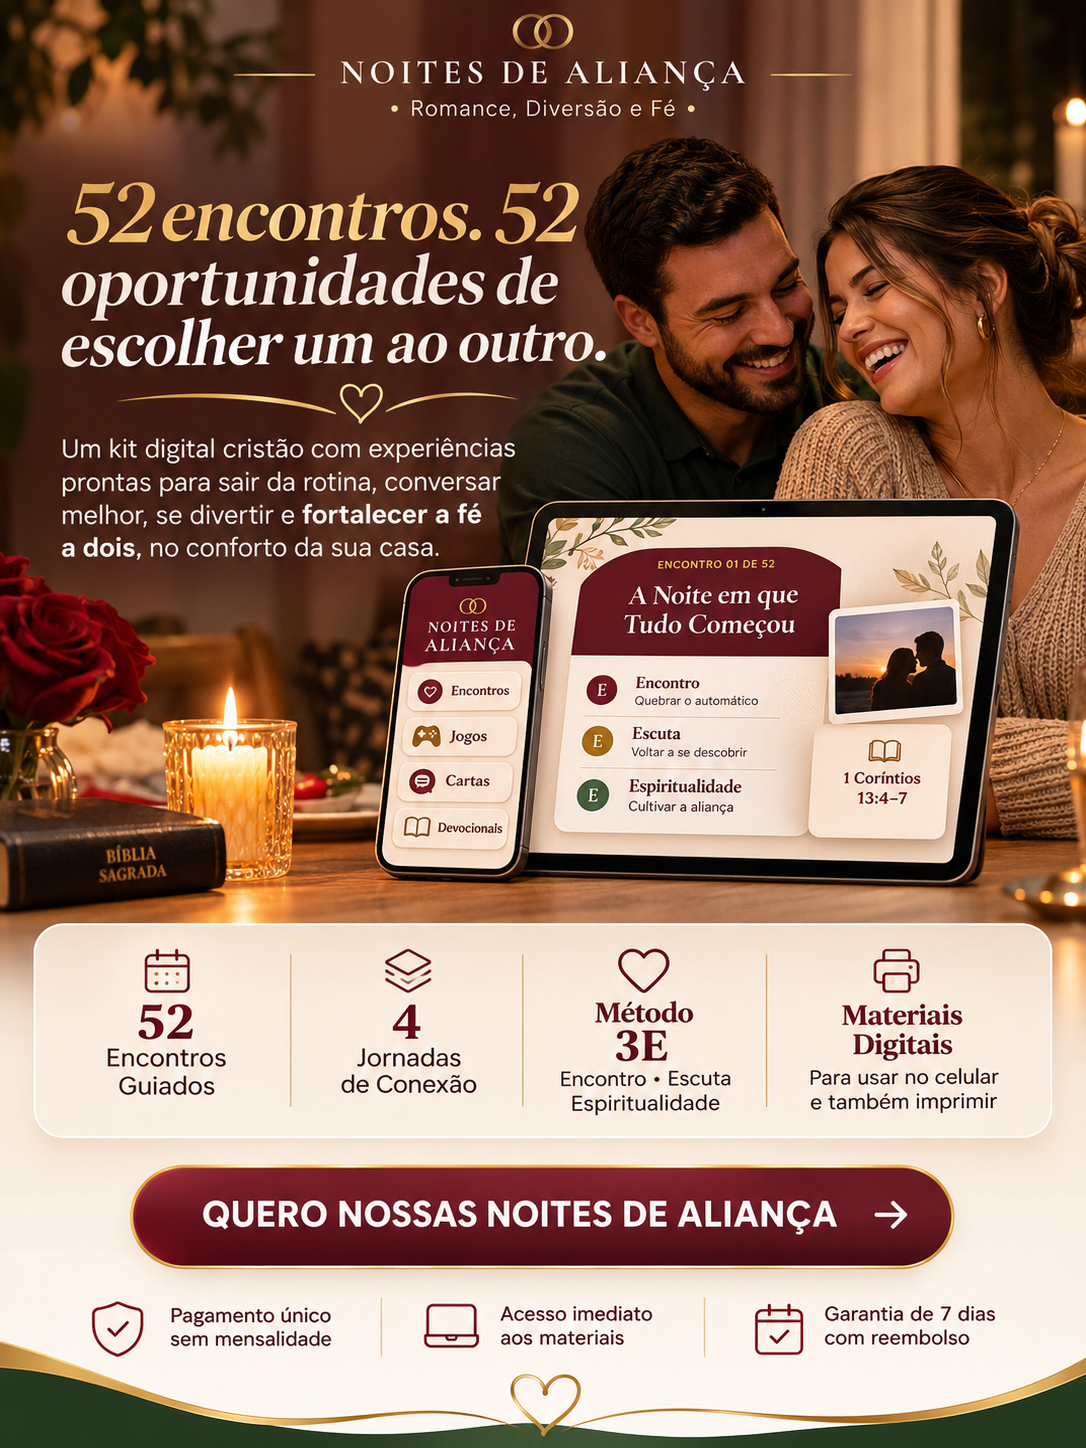 NOITES DE ALIANÇA
• Romance, Diversão e Fé •
52 encontros. 52
oportunidades de
escolher um ao outro.
Um kit digital cristão com experiências
prontas para sair da rotina, conversar
melhor, se divertir e fortalecer a fé
a dois, no conforto da sua casa.
NOITES DE
ALIANÇA
Encontros
Jogos
Cartas
Devocionais
ENCONTRO 01 DE 52
A Noite em que
Tudo Começou
E
Encontro
Quebrar o automático
E
Escuta
Voltar a se descobrir
E
Espiritualidade
Cultivar a aliança
1 Coríntios
13:4–7
BÍBLIA
SAGRADA
52
Encontros
Guiados
4
Jornadas
de Conexão
Método
3E
Encontro • Escuta
Espiritualidade
Materiais
Digitais
Para usar no celular
e também imprimir
QUERO NOSSAS NOITES DE ALIANÇA →
Pagamento único
sem mensalidade
Acesso imediato
aos materiais
Garantia de 7 dias
com reembolso